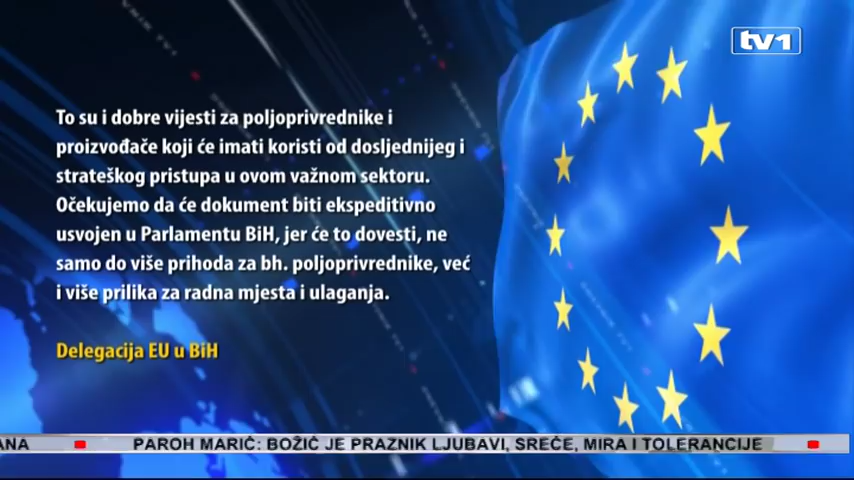 tv1
To su i dobre vijesti za poljoprivrednike i
proizvođače koji će imati koristi od dosljednijeg i
strateškog pristupa u ovom važnom sektoru.
Očekujemo da će dokument biti ekspeditivno
usvojen u Parlamentu BiH, jer će to dovesti, ne
samo do više prihoda za bh. poljoprivrednike, već
i više prilika za radna mjesta i ulaganja.
Delegacija EU u BiH
ANA PAROH MARIĆ: BOŽIĆ JE PRAZNIK LJUBAVI, SREĆE, MIRA I TOLERANCIJE